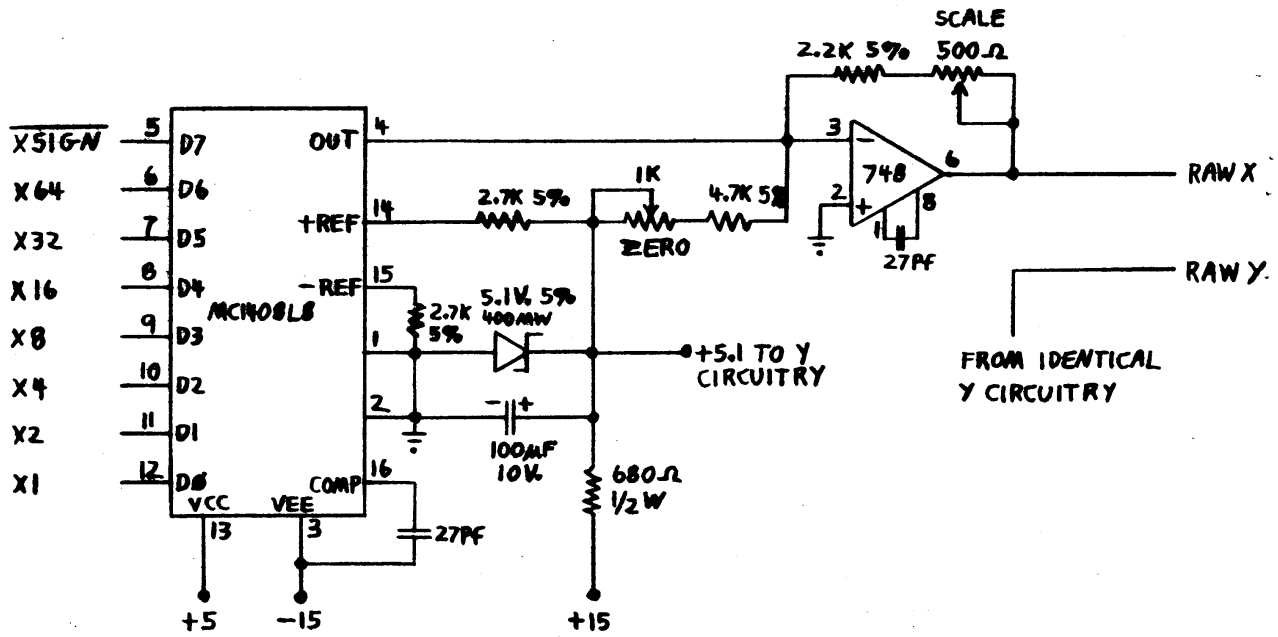 SCALE
2.2K 5% 500Ω
XSIGN 5 D7 OUT 4
3 −
748 6 RAW X
2 +
1 8
27Pf
X64 6 D6
1K
2.7K 5% 4.7K 5%
+REF 14
ZERO
X32 7 D5
X16 8 D4 −REF 15
MC1408L8
2.7K
5%
5.1V. 5%
400MW
RAW Y.
X8 9 D3 1
+5.1 TO Y
CIRCUITRY
FROM IDENTICAL
Y CIRCUITRY
X4 10 D2
2 − +
100µF
10V.
X2 11 D1
X1 12 D0 COMP 16
680Ω
1/2 W
VCC VEE
13 3
27Pf
+5 −15 +15